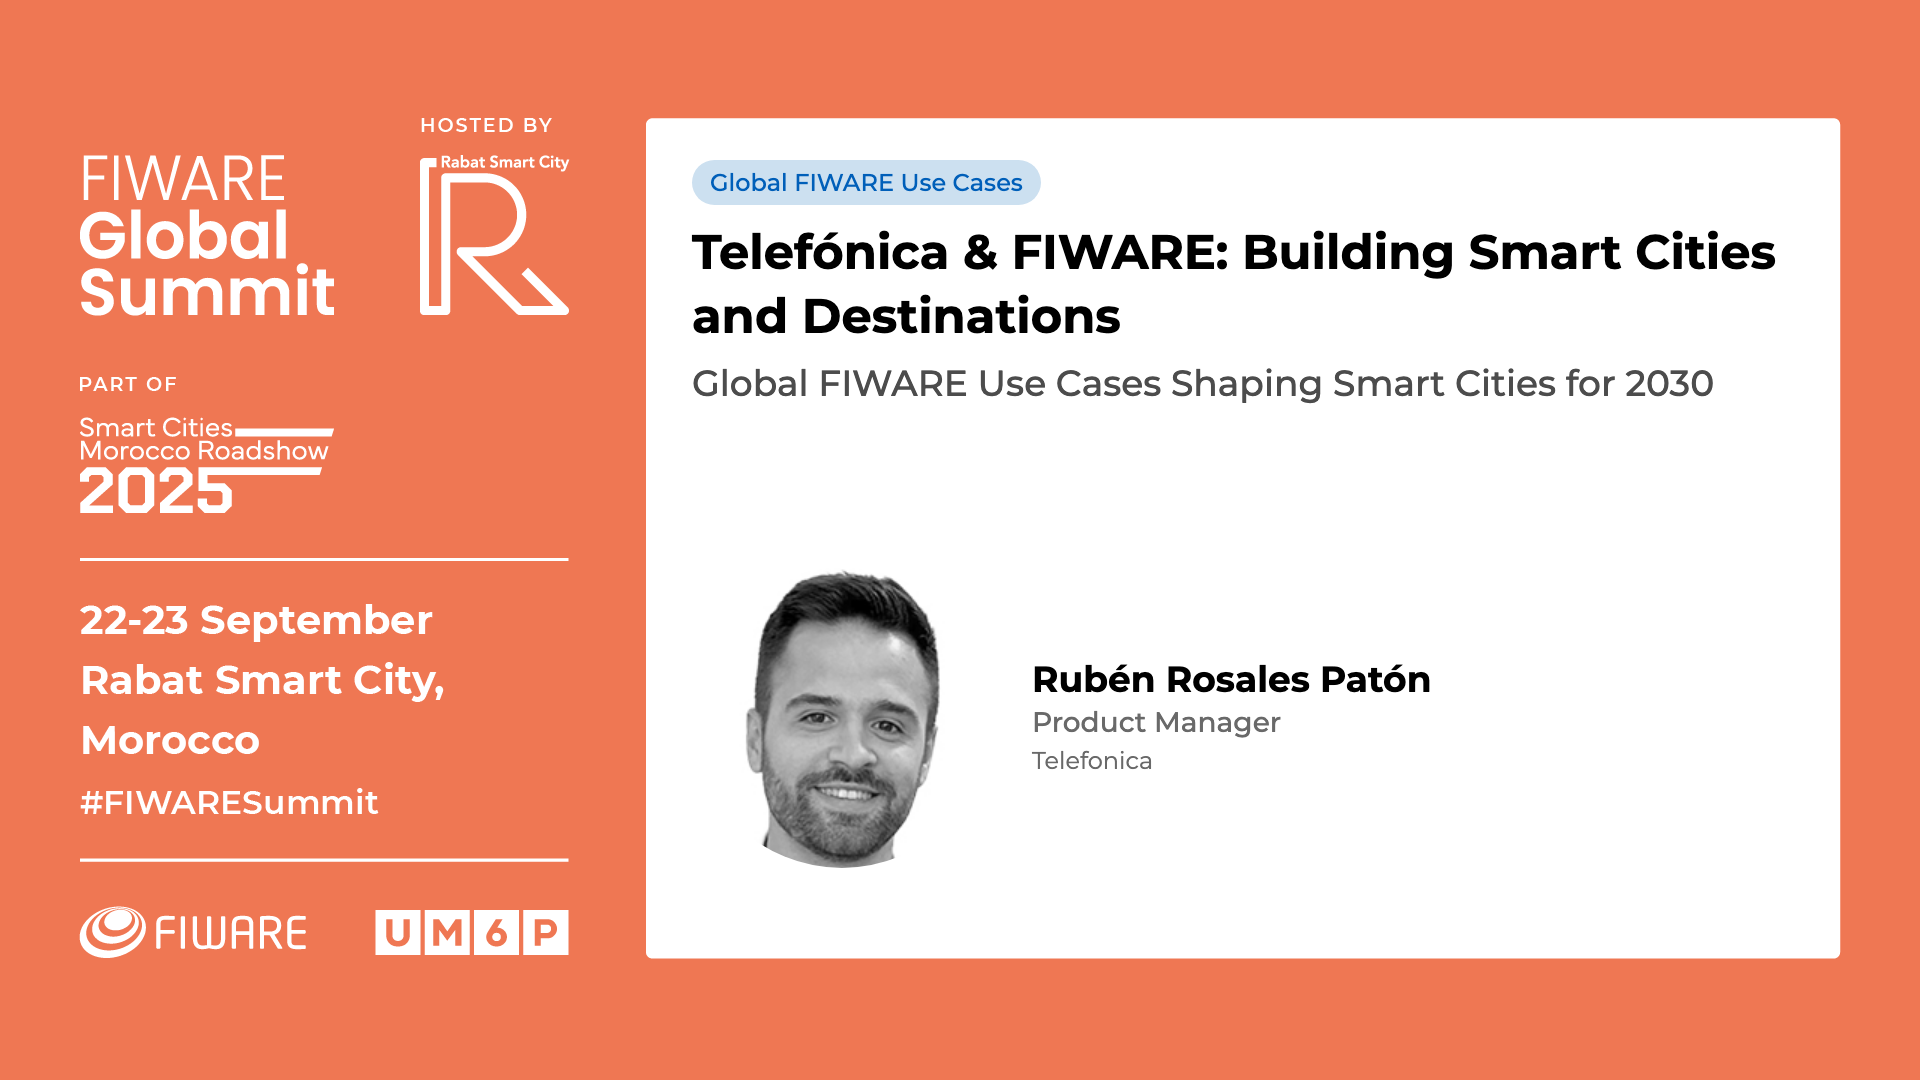 FIWARE
Global
Summit
HOSTED BY
Rabat Smart City
R
PART OF
Smart Cities
Morocco Roadshow
2025
22-23 September
Rabat Smart City,
Morocco
#FIWARESummit
FIWARE
UM6P
Global FIWARE Use Cases
Telefónica & FIWARE: Building Smart Cities
and Destinations
Global FIWARE Use Cases Shaping Smart Cities for 2030
Rubén Rosales Patón
Product Manager
Telefonica